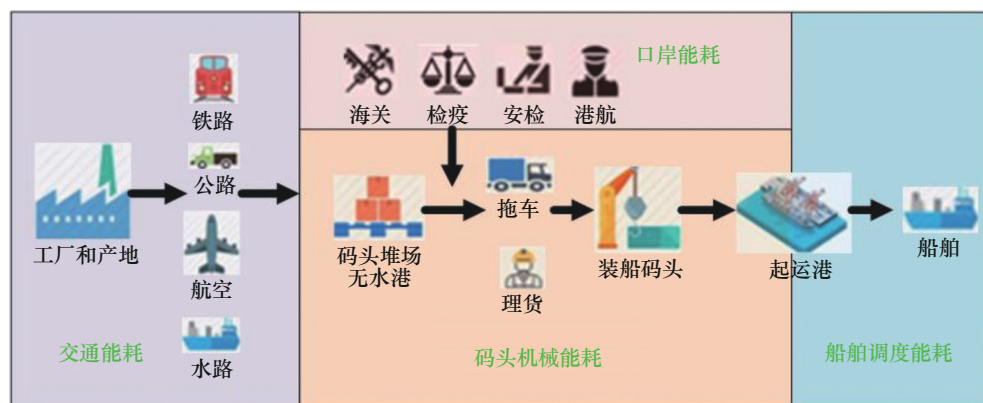 铁路
公路
航空
水路
工厂和产地
交通能耗
口岸能耗
海关
检疫
安检
港航
码头堆场
无水港
拖车
理货
装船码头
码头机械能耗
起运港
船舶
船舶调度能耗